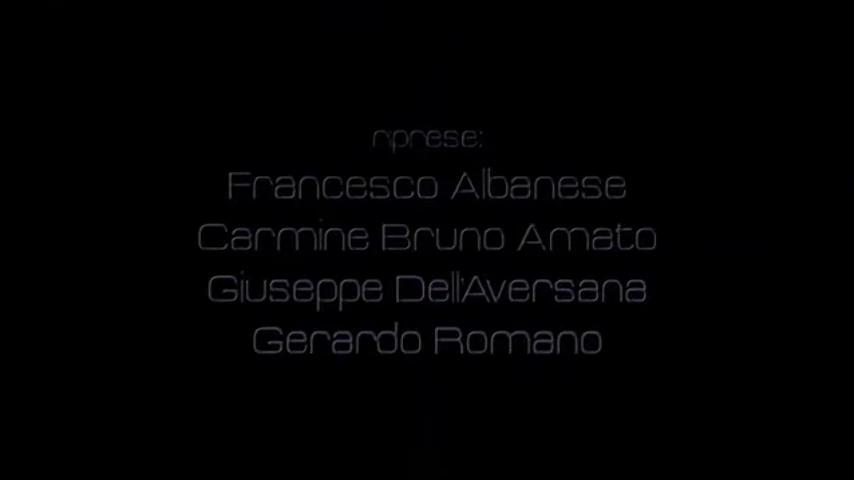 riprese:
Francesco Albanese
Carmine Bruno Amato
Giuseppe Dell'Aversana
Gerardo Romano